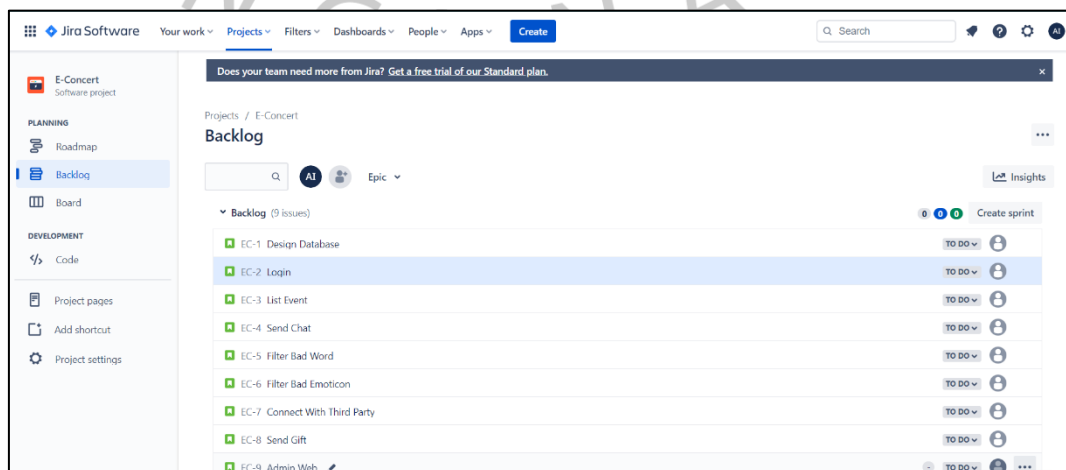 Jira Software Your work Projects Filters Dashboards People Apps Create Search AI
Does your team need more from Jira? Get a free trial of our Standard plan. ×
E-Concert
Software project
PLANNING
Roadmap
Backlog
Board
DEVELOPMENT
Code
Project pages
Add shortcut
Project settings
Projects / E-Concert
Backlog
AI Epic Insights
Backlog (9 issues) 0 0 0 Create sprint
EC-1 Design Database TO DO
EC-2 Login TO DO
EC-3 List Event TO DO
EC-4 Send Chat TO DO
EC-5 Filter Bad Word TO DO
EC-6 Filter Bad Emoticon TO DO
EC-7 Connect With Third Party TO DO
EC-8 Send Gift TO DO
EC-9 Admin Web - TO DO